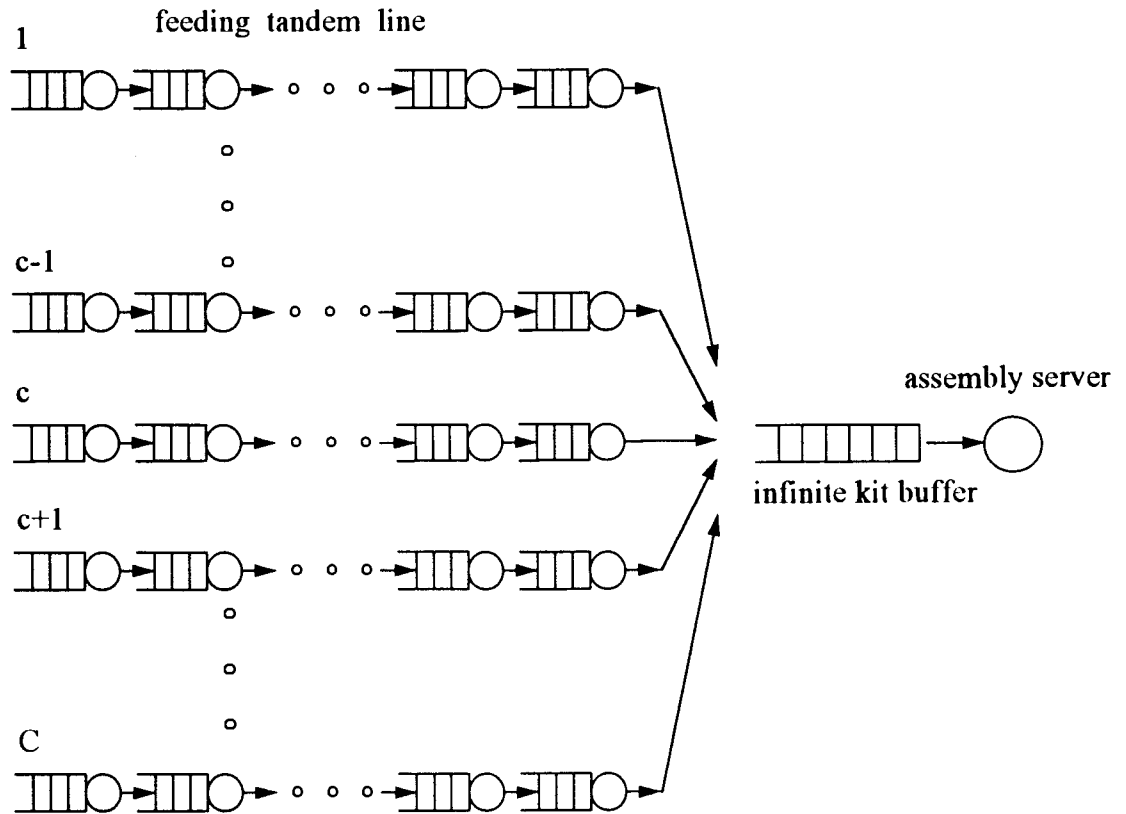 feeding tandem line
1
c-1
c
assembly server
infinite kit buffer
c+1
C